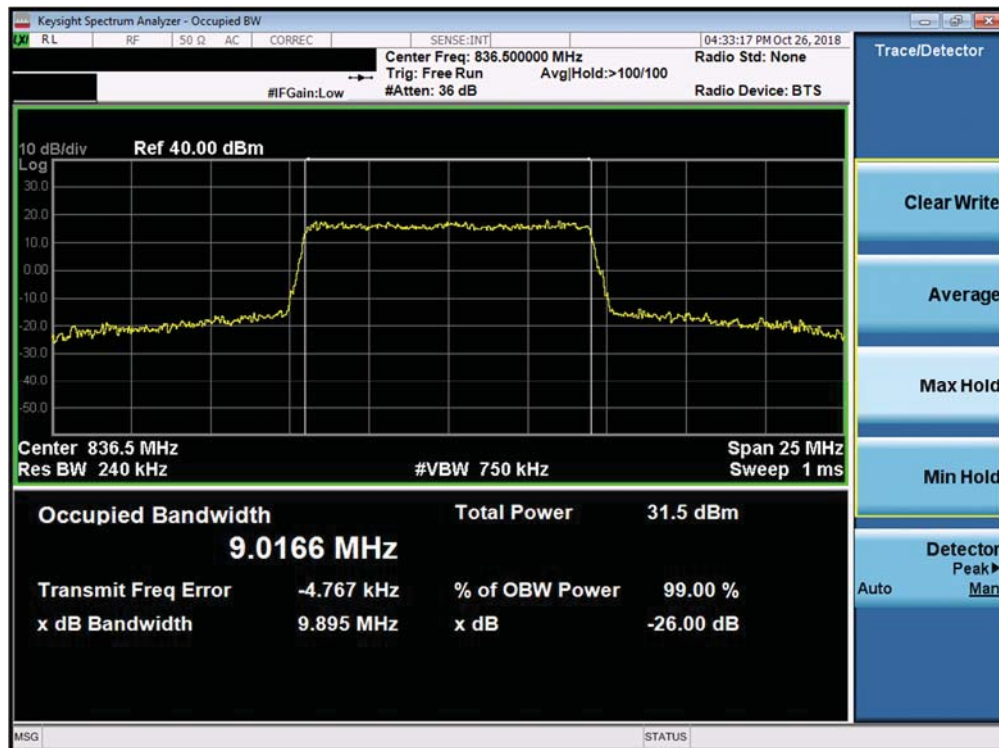 Keysight Spectrum Analyzer - Occupied BW
LXI RL RF 50 Ω AC CORREC SENSE:INT 04:33:17 PM Oct 26, 2018
Center Freq: 836.500000 MHz Radio Std: None
Trig: Free Run Avg|Hold:>100/100
#IFGain:Low #Atten: 36 dB Radio Device: BTS
10 dB/div Ref 40.00 dBm
Log
30.0
20.0
10.0
0.00
-10.0
-20.0
-30.0
-40.0
-50.0
Center 836.5 MHz Span 25 MHz
Res BW 240 kHz #VBW 750 kHz Sweep 1 ms
Occupied Bandwidth Total Power 31.5 dBm
9.0166 MHz
Transmit Freq Error -4.767 kHz % of OBW Power 99.00 %
x dB Bandwidth 9.895 MHz x dB -26.00 dB
MSG STATUS
Trace/Detector
Clear Write
Average
Max Hold
Min Hold
Detector
Peak▶
Auto Man